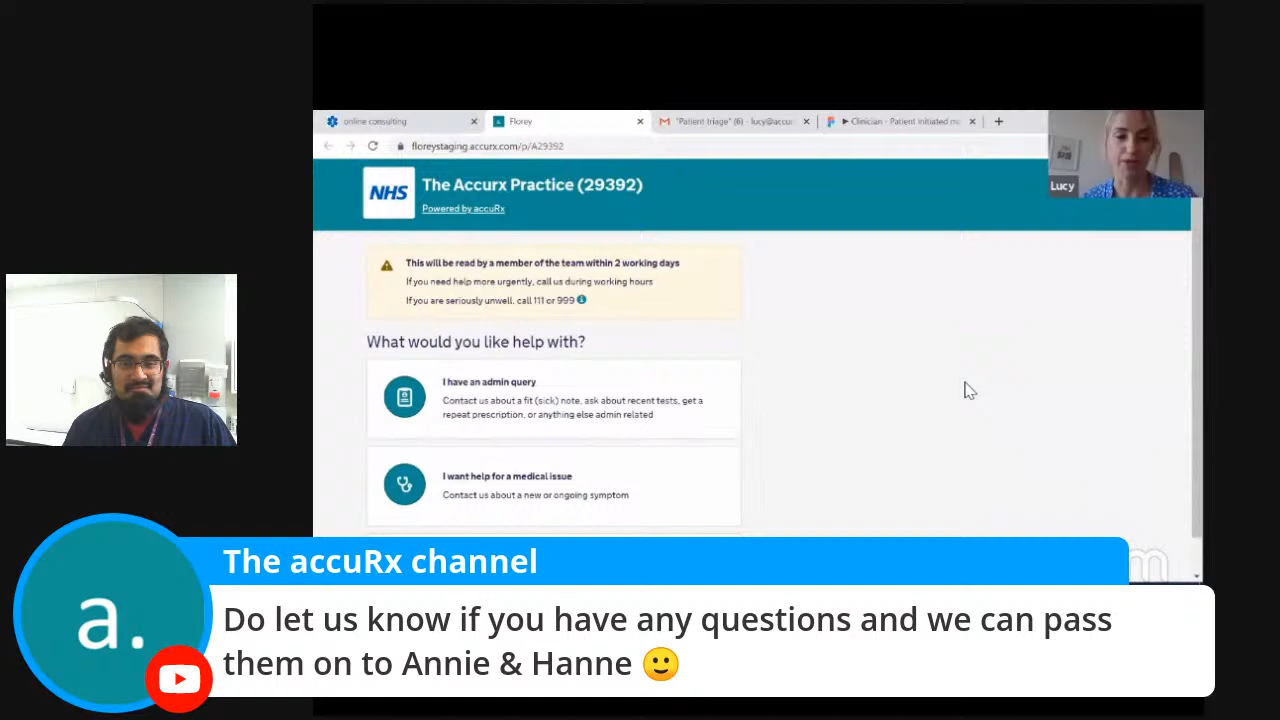 online consulting
Florey
"Patient triage" (6) - lucy@accur
Clinician - Patient initiated m
floreystaging.accurx.com/p/A29392
NHS
The Accurx Practice (29392)
Powered by accuRx
Lucy
This will be read by a member of the team within 2 working days
If you need help more urgently, call us during working hours
If you are seriously unwell, call 111 or 999
What would you like help with?
I have an admin query
Contact us about a fit (sick) note, ask about recent tests, get a
repeat prescription, or anything else admin related
I want help for a medical issue
Contact us about a new or ongoing symptom
a.
The accuRx channel
Do let us know if you have any questions and we can pass
them on to Annie & Hanne 🙂